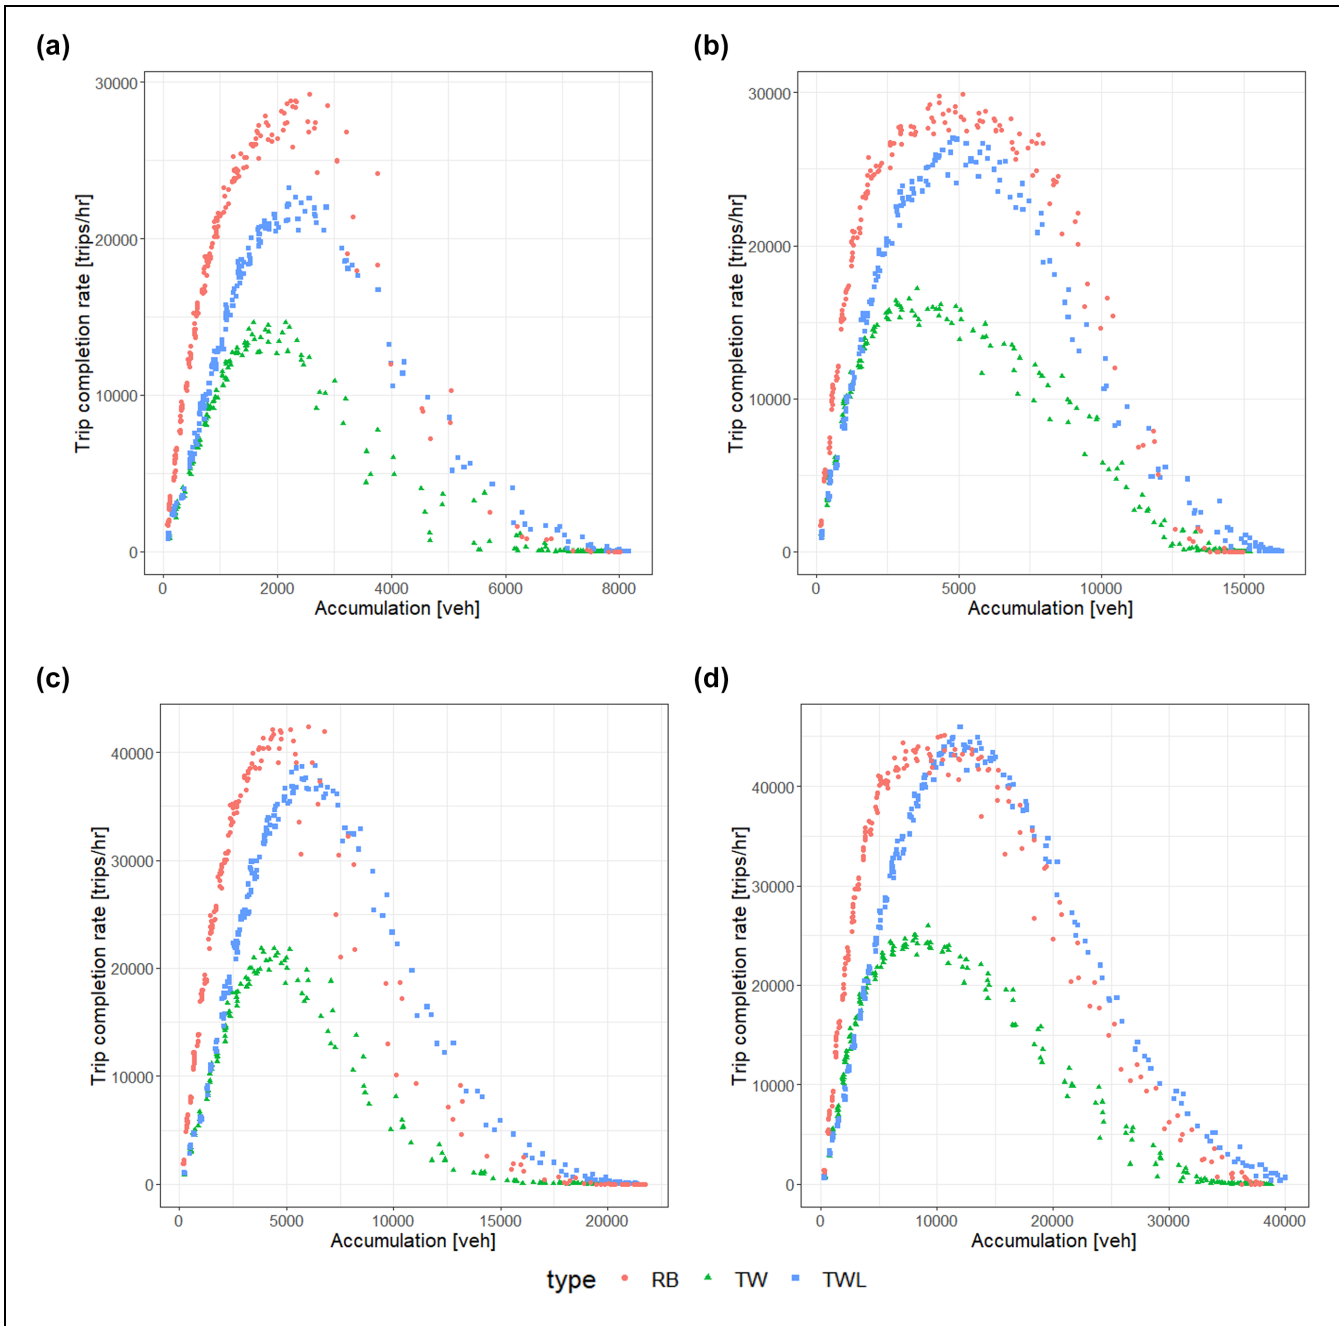 (a)
30000
20000
10000
0
Trip completion rate [trips/hr]
0 2000 4000 6000 8000
Accumulation [veh]
(b)
30000
20000
10000
0
Trip completion rate [trips/hr]
0 5000 10000 15000
Accumulation [veh]
(c)
40000
30000
20000
10000
0
Trip completion rate [trips/hr]
0 5000 10000 15000 20000
Accumulation [veh]
(d)
40000
30000
20000
10000
0
Trip completion rate [trips/hr]
0 10000 20000 30000 40000
Accumulation [veh]
type RB TW TWL